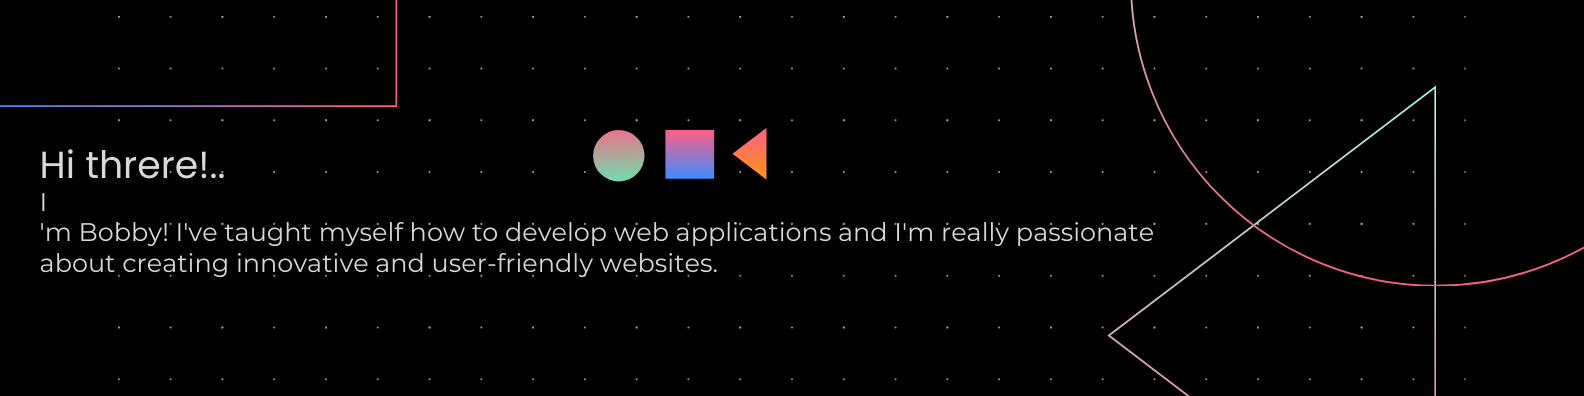 Hi threre!..
I
'm Bobby! I've taught myself how to develop web applications and I'm really passionate
about creating innovative and user-friendly websites.